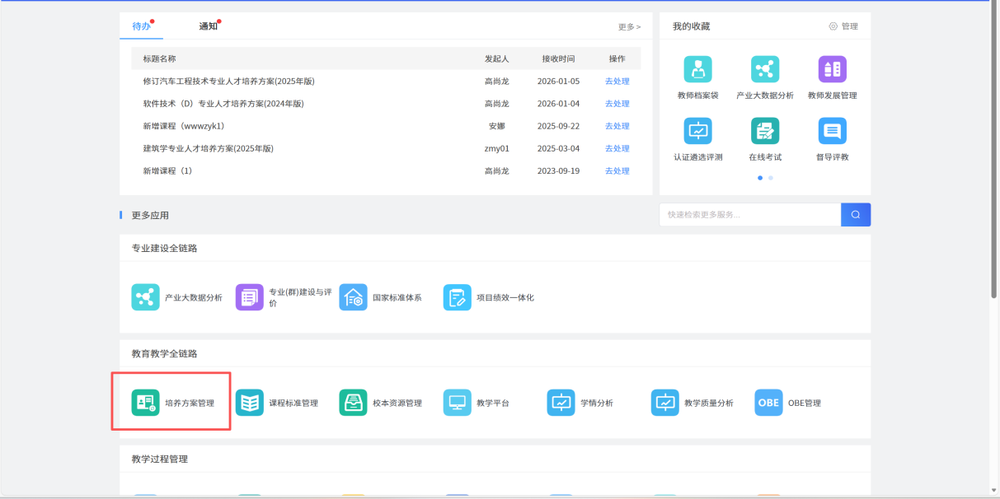 待办 通知 更多 >
标题名称 发起人 接收时间 操作
修订汽车工程技术专业人才培养方案(2025年版) 高尚龙 2026-01-05 去处理
软件技术（D）专业人才培养方案(2024年版) 高尚龙 2026-01-04 去处理
新增课程（wwwzyk1） 安娜 2025-09-22 去处理
建筑学专业人才培养方案(2025年版) zmy01 2025-03-04 去处理
新增课程（1） 高尚龙 2023-09-19 去处理
我的收藏 管理
教师档案袋 产业大数据分析 教师发展管理
认证遴选评测 在线考试 督导评教
更多应用 快速检索更多服务...
专业建设全链路
产业大数据分析 专业(群)建设与评
价 国家标准体系 项目绩效一体化
教育教学全链路
培养方案管理 课程标准管理 校本资源管理 教学平台 学情分析 教学质量分析 OBE OBE管理
教学过程管理